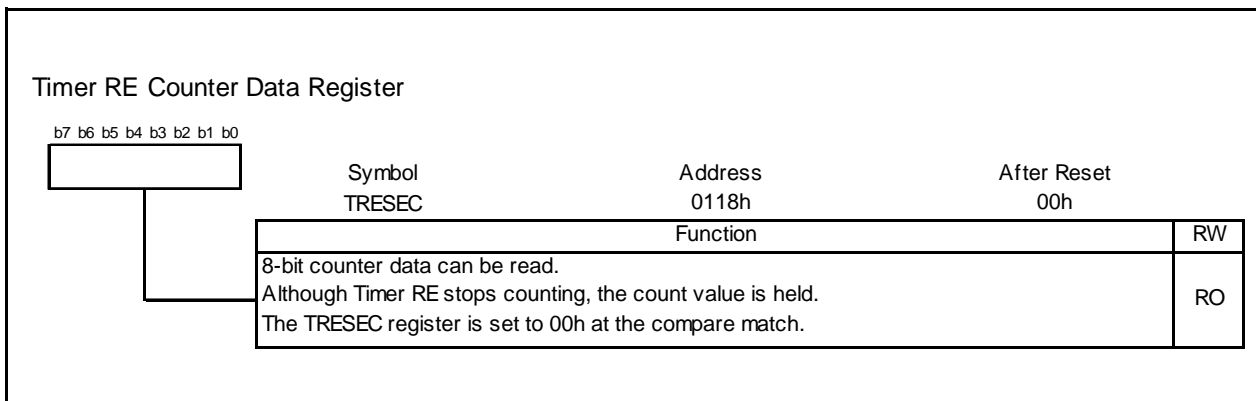 Timer RE Counter Data Register
b7 b6 b5 b4 b3 b2 b1 b0
Symbol Address After Reset
TRESEC 0118h 00h
Function RW
8-bit counter data can be read.
Although Timer RE stops counting, the count value is held.
RO
The TRESEC register is set to 00h at the compare match.